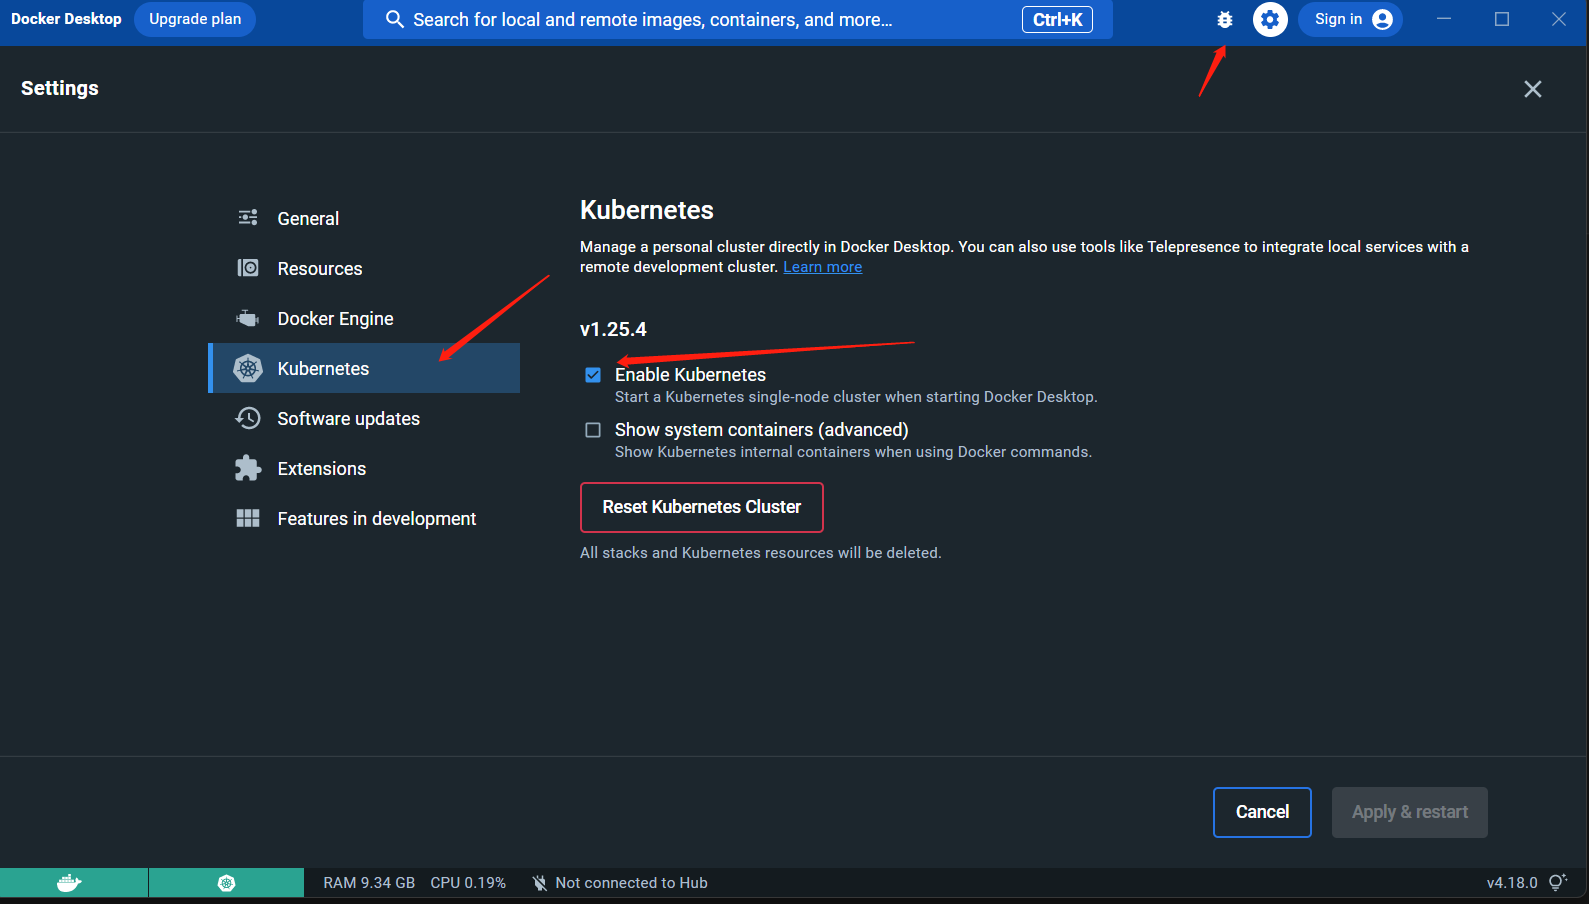 Docker Desktop
Upgrade plan
Search for local and remote images, containers, and more...
Ctrl+K
Sign in
Settings
General
Resources
Docker Engine
Kubernetes
Software updates
Extensions
Features in development
Kubernetes
Manage a personal cluster directly in Docker Desktop. You can also use tools like Telepresence to integrate local services with a
remote development cluster. Learn more
v1.25.4
Enable Kubernetes
Start a Kubernetes single-node cluster when starting Docker Desktop.
Show system containers (advanced)
Show Kubernetes internal containers when using Docker commands.
Reset Kubernetes Cluster
All stacks and Kubernetes resources will be deleted.
Cancel
Apply & restart
RAM 9.34 GB CPU 0.19% Not connected to Hub
v4.18.0